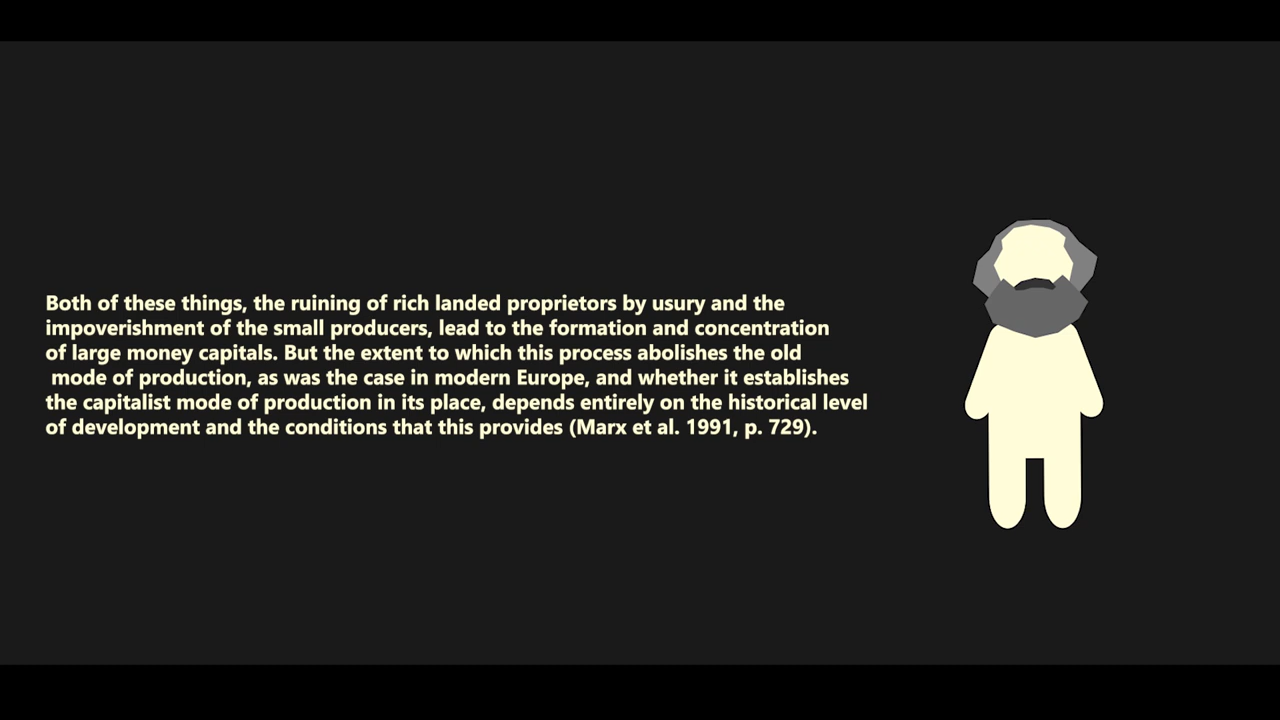 Both of these things, the ruining of rich landed proprietors by usury and the
impoverishment of the small producers, lead to the formation and concentration
of large money capitals. But the extent to which this process abolishes the old
mode of production, as was the case in modern Europe, and whether it establishes
the capitalist mode of production in its place, depends entirely on the historical level
of development and the conditions that this provides (Marx et al. 1991, p. 729).